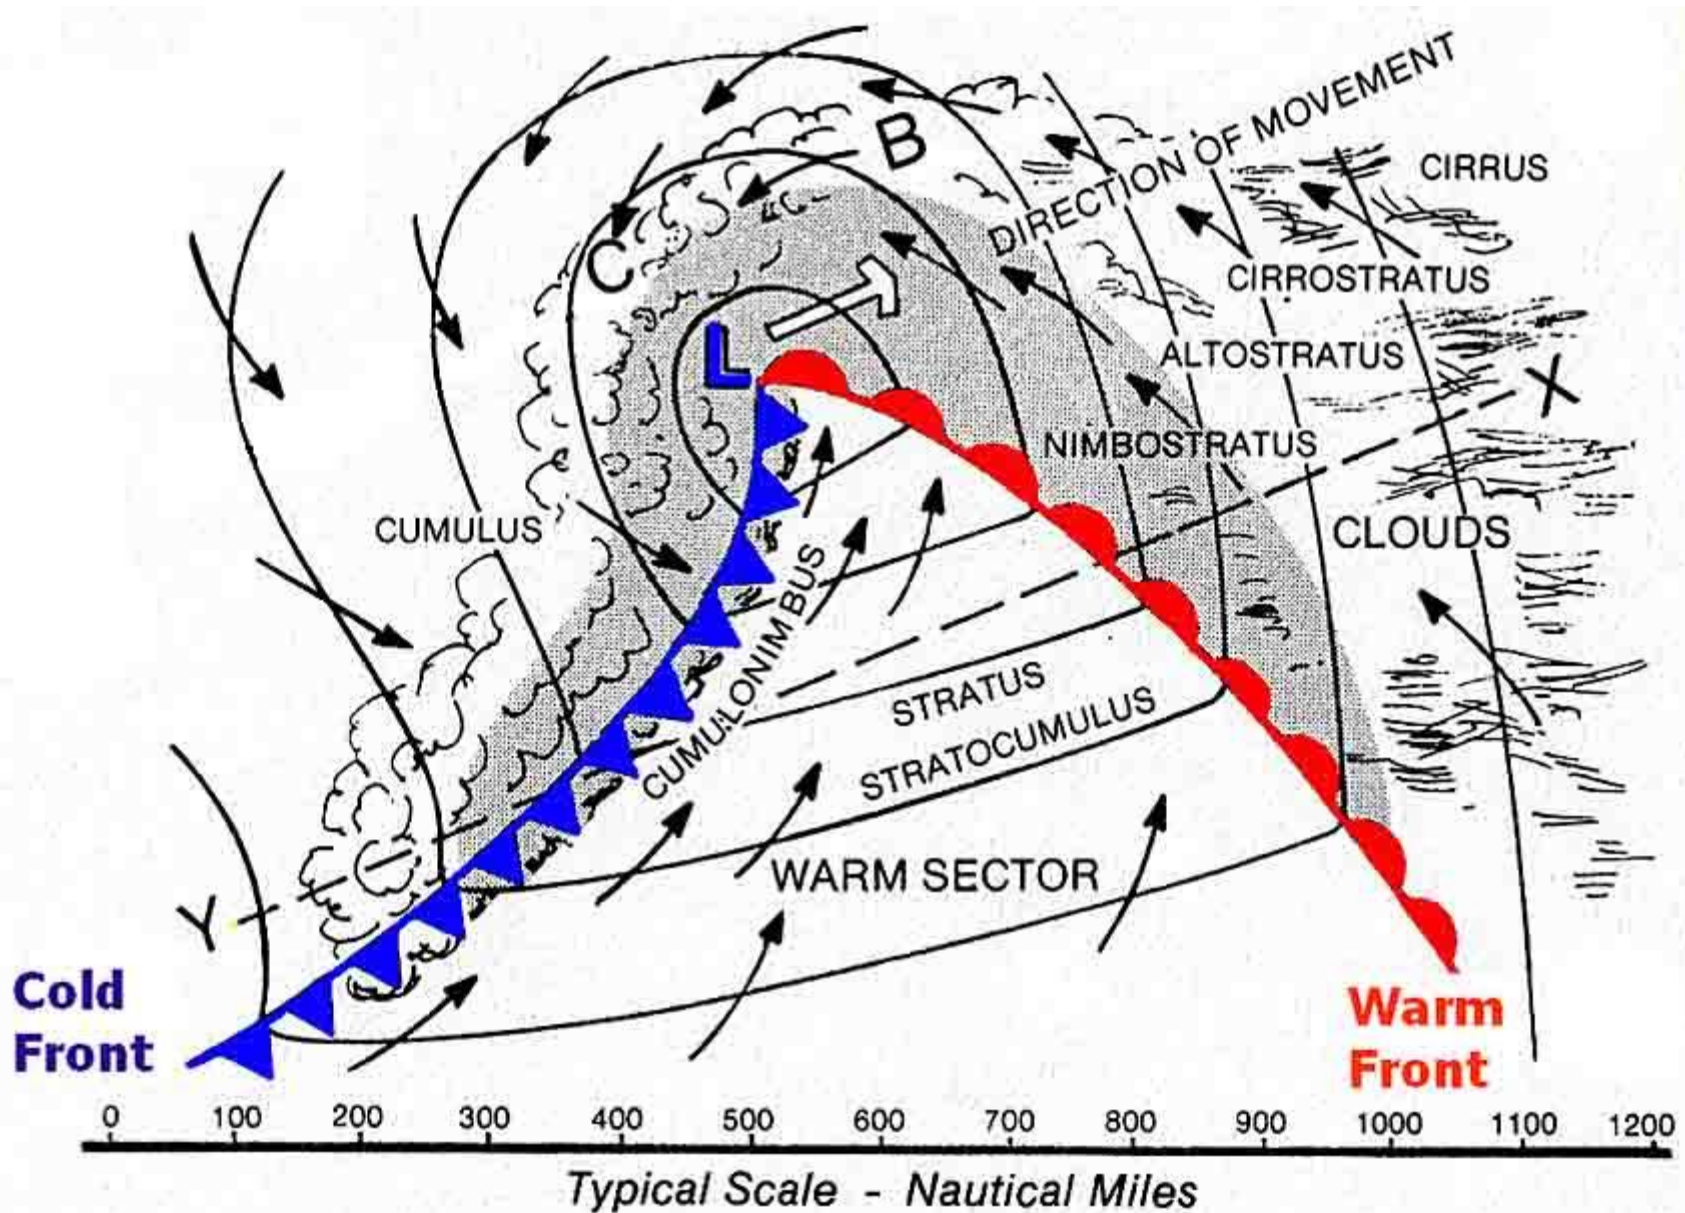 DIRECTION OF MOVEMENT
B
CIRRUS
C
CIRROSTRATUS
L
ALTOSTRATUS
X
NIMBOSTRATUS
CUMULUS
CLOUDS
CUMULONIMBUS
STRATUS
STRATOCUMULUS
WARM SECTOR
Y
Cold
Front
Warm
Front
0 100 200 300 400 500 600 700 800 900 1000 1100 1200
Typical Scale - Nautical Miles